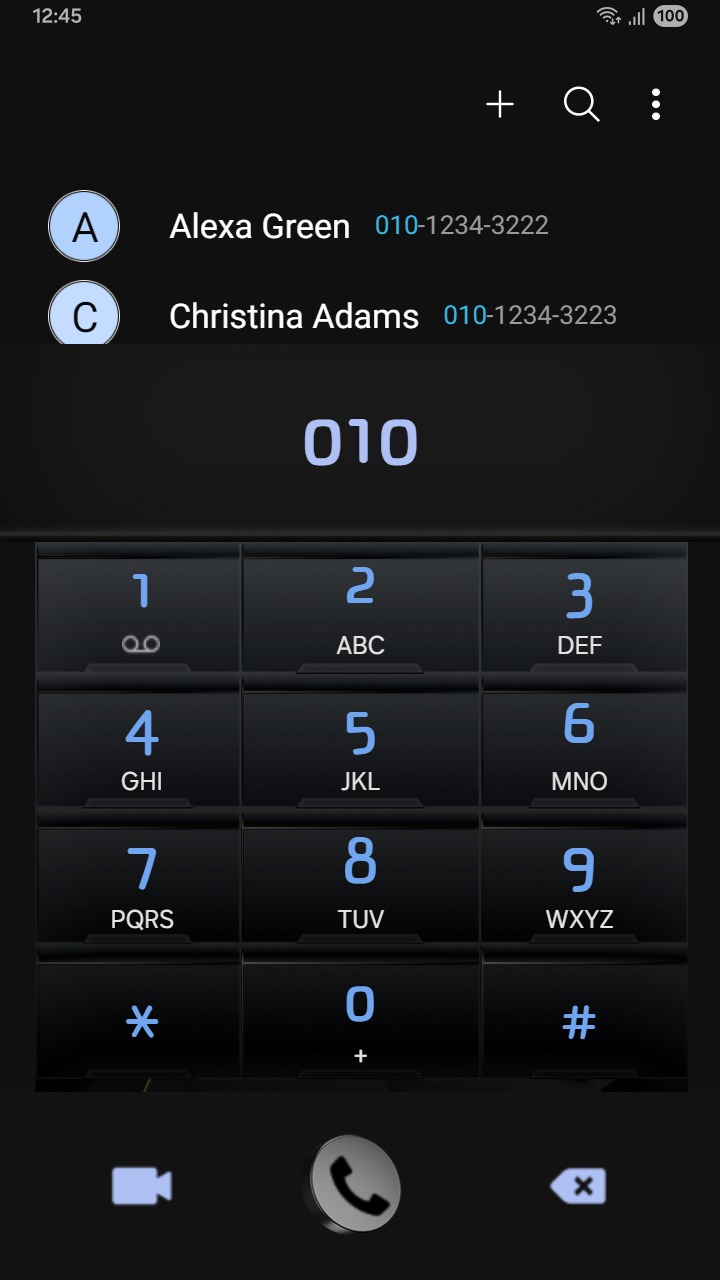 12:45 100
A Alexa Green 010-1234-3222
C Christina Adams 010-1234-3223
010
1 2 3
ABC DEF
4 5 6
GHI JKL MNO
7 8 9
PQRS TUV WXYZ
* 0 #
+